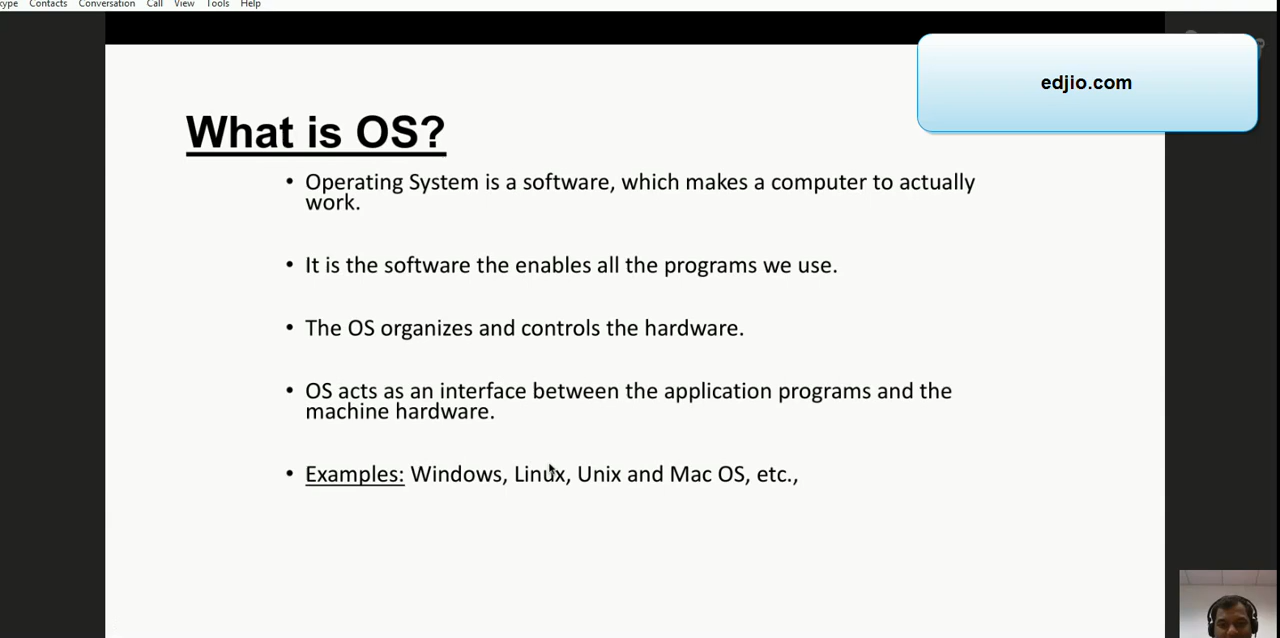 Contacts Conversation Call View Tools Help
edjio.com
What is OS?
• Operating System is a software, which makes a computer to actually
work.
• It is the software the enables all the programs we use.
• The OS organizes and controls the hardware.
• OS acts as an interface between the application programs and the
machine hardware.
• Examples: Windows, Linux, Unix and Mac OS, etc.,